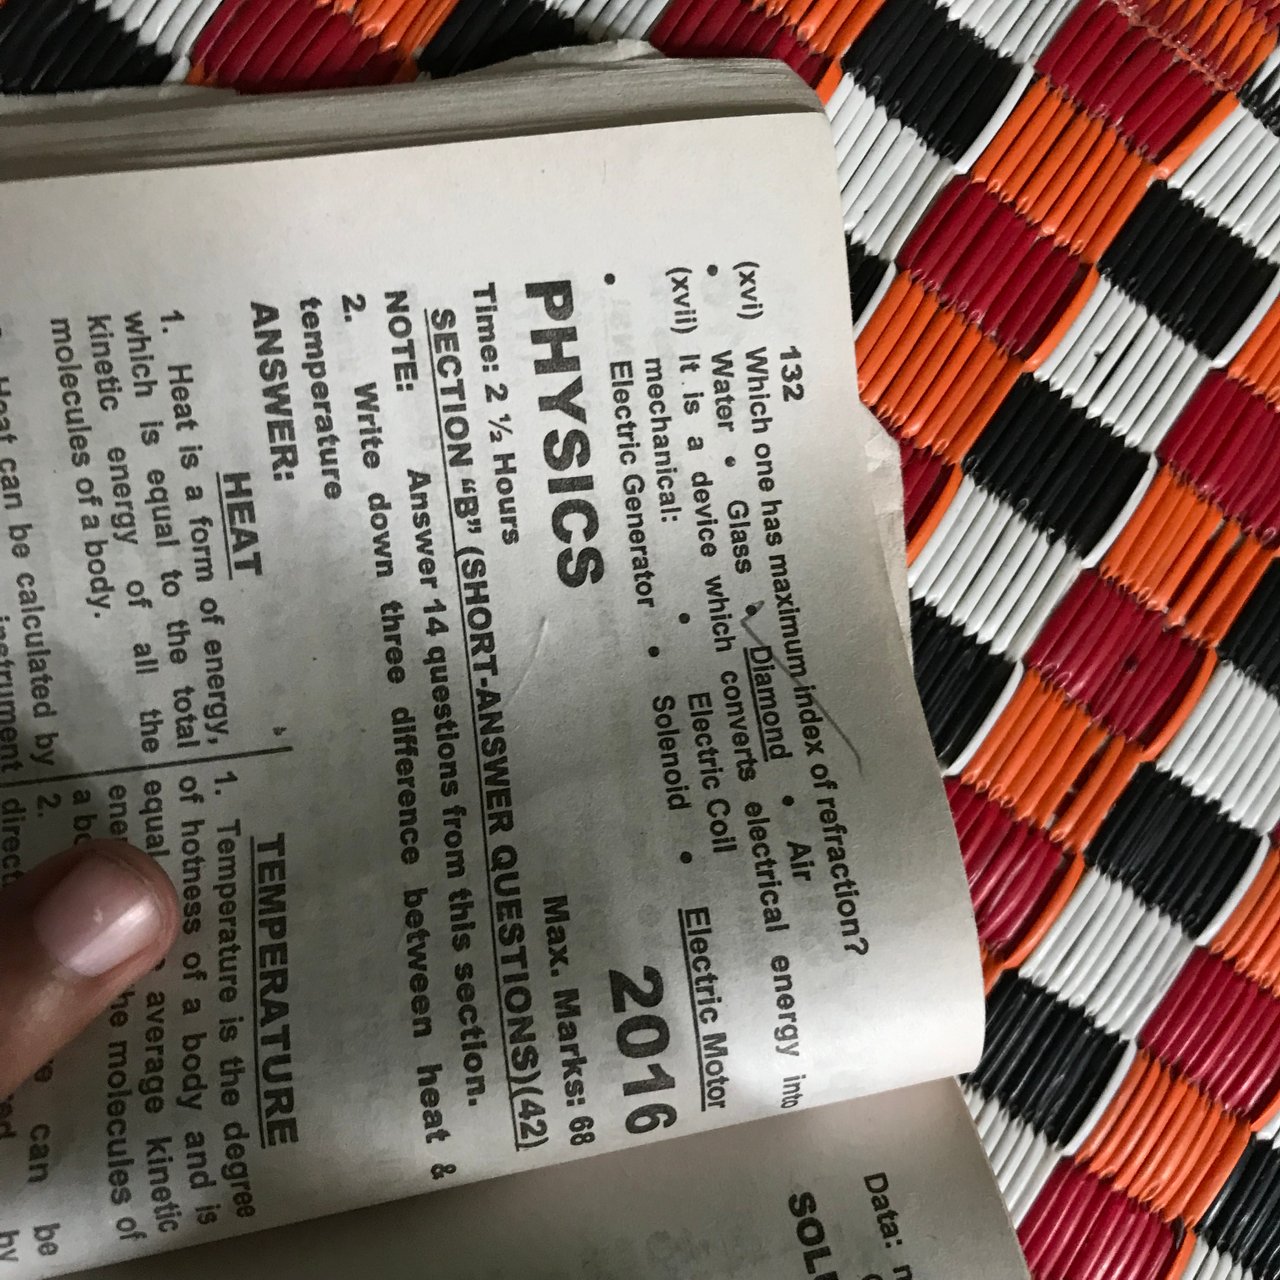 132
(xvi) Which one has maximum index of refraction?
• Water • Glass • Diamond • Air
(xvii) It is a device which converts electrical energy into
mechanical: • Electric Coil
• Electric Generator • Solenoid • Electric Motor
PHYSICS 2016
Time: 2 ½ Hours Max. Marks: 68
SECTION "B" (SHORT-ANSWER QUESTIONS)(42)
NOTE: Answer 14 questions from this section.
2. Write down three difference between heat &
temperature
ANSWER:
HEAT
1. Heat is a form of energy,
which is equal to the total
kinetic energy of all the
molecules of a body.
Heat can be calculated by
instrument
TEMPERATURE
1. Temperature is the degree
of hotness of a body and is
equal average kinetic
the molecules of
a
2. can be
by
direct
Data: